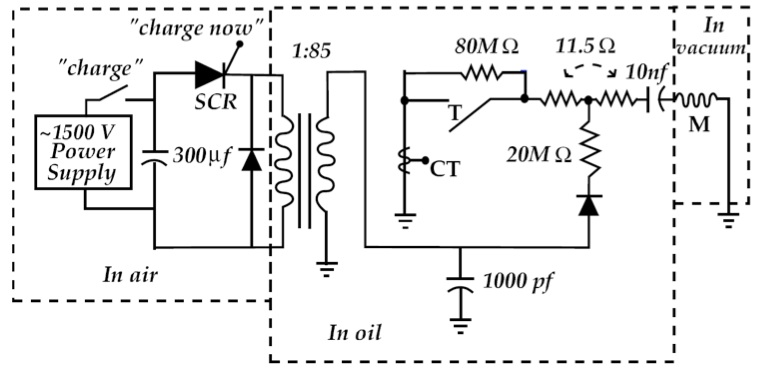 "charge now"
"charge"
SCR
~1500 V
Power
Supply
300μf
In air
1:85
80MΩ
11.5Ω
10nf
In
vacuum
T
M
CT
20MΩ
1000 pf
In oil